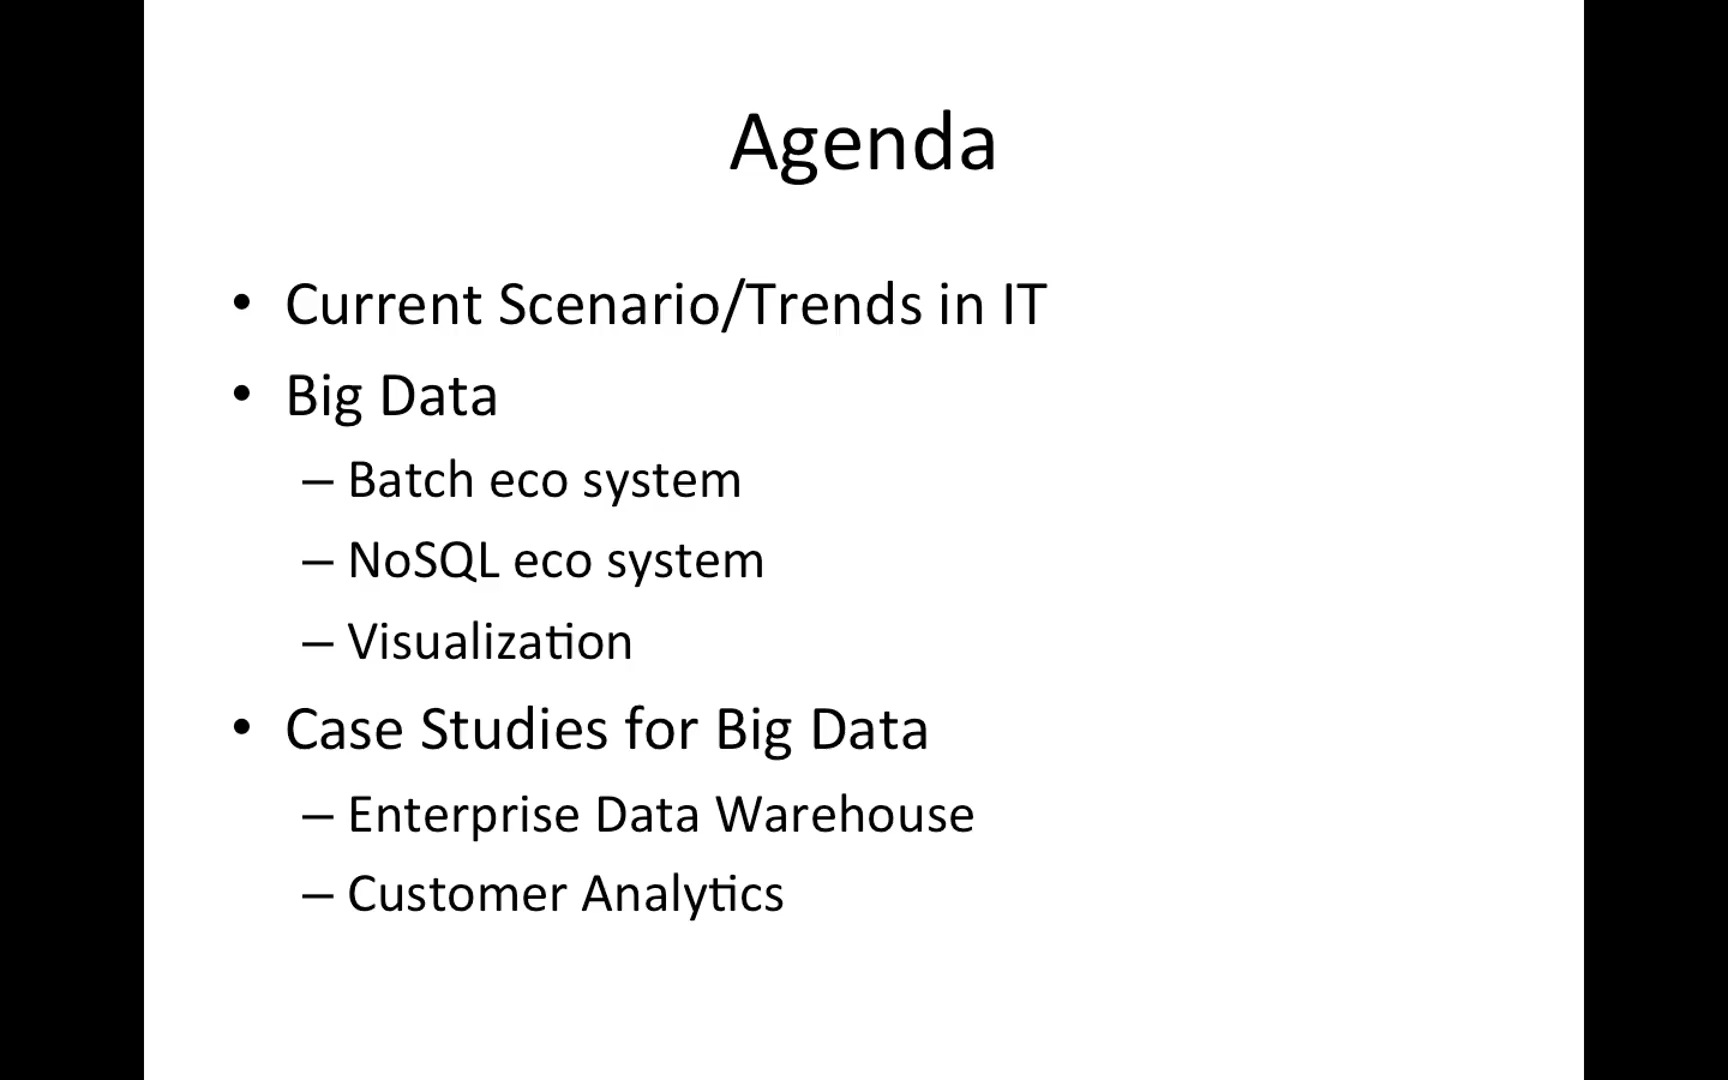 Agenda
• Current Scenario/Trends in IT
• Big Data
– Batch eco system
– NoSQL eco system
– Visualization
• Case Studies for Big Data
– Enterprise Data Warehouse
– Customer Analytics